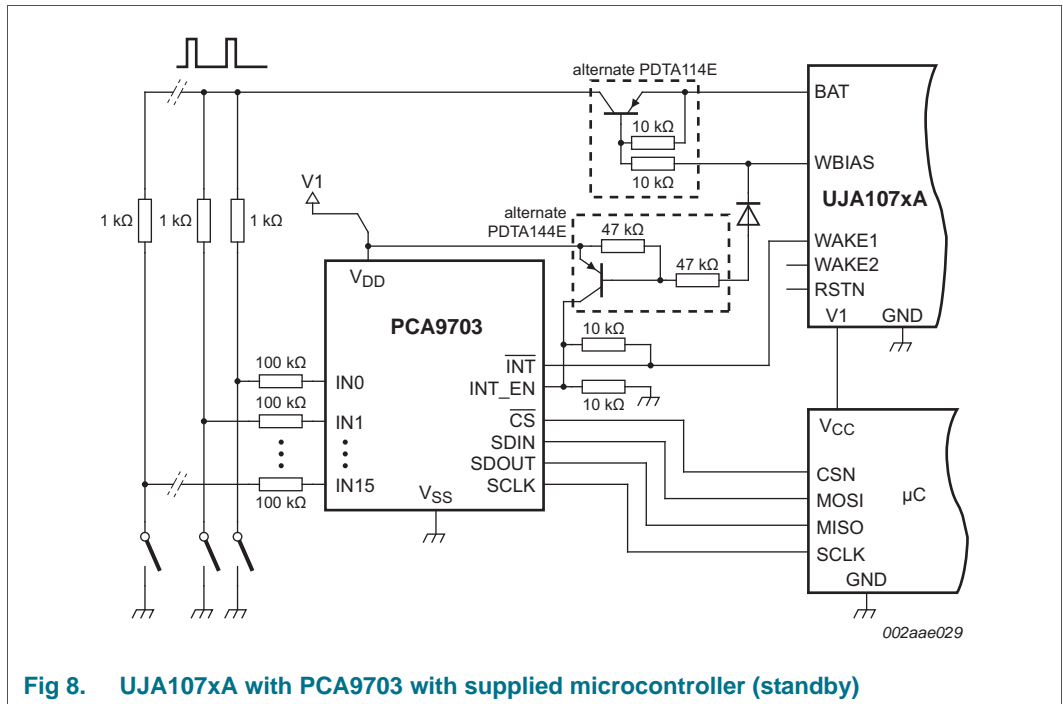 alternate PDTA114E
BAT
10 kΩ
10 kΩ
WBIAS
UJA107xA
V1
1 kΩ
1 kΩ
1 kΩ
alternate
PDTA144E
47 kΩ
47 kΩ
WAKE1
WAKE2
RSTN
V1
GND
VDD
PCA9703
10 kΩ
INT
INT_EN
10 kΩ
100 kΩ
IN0
100 kΩ
IN1
IN15
100 kΩ
VSS
CS
SDIN
SDOUT
SCLK
VCC
CSN
MOSI
MISO
SCLK
µC
GND
002aae029
Fig 8. UJA107xA with PCA9703 with supplied microcontroller (standby)